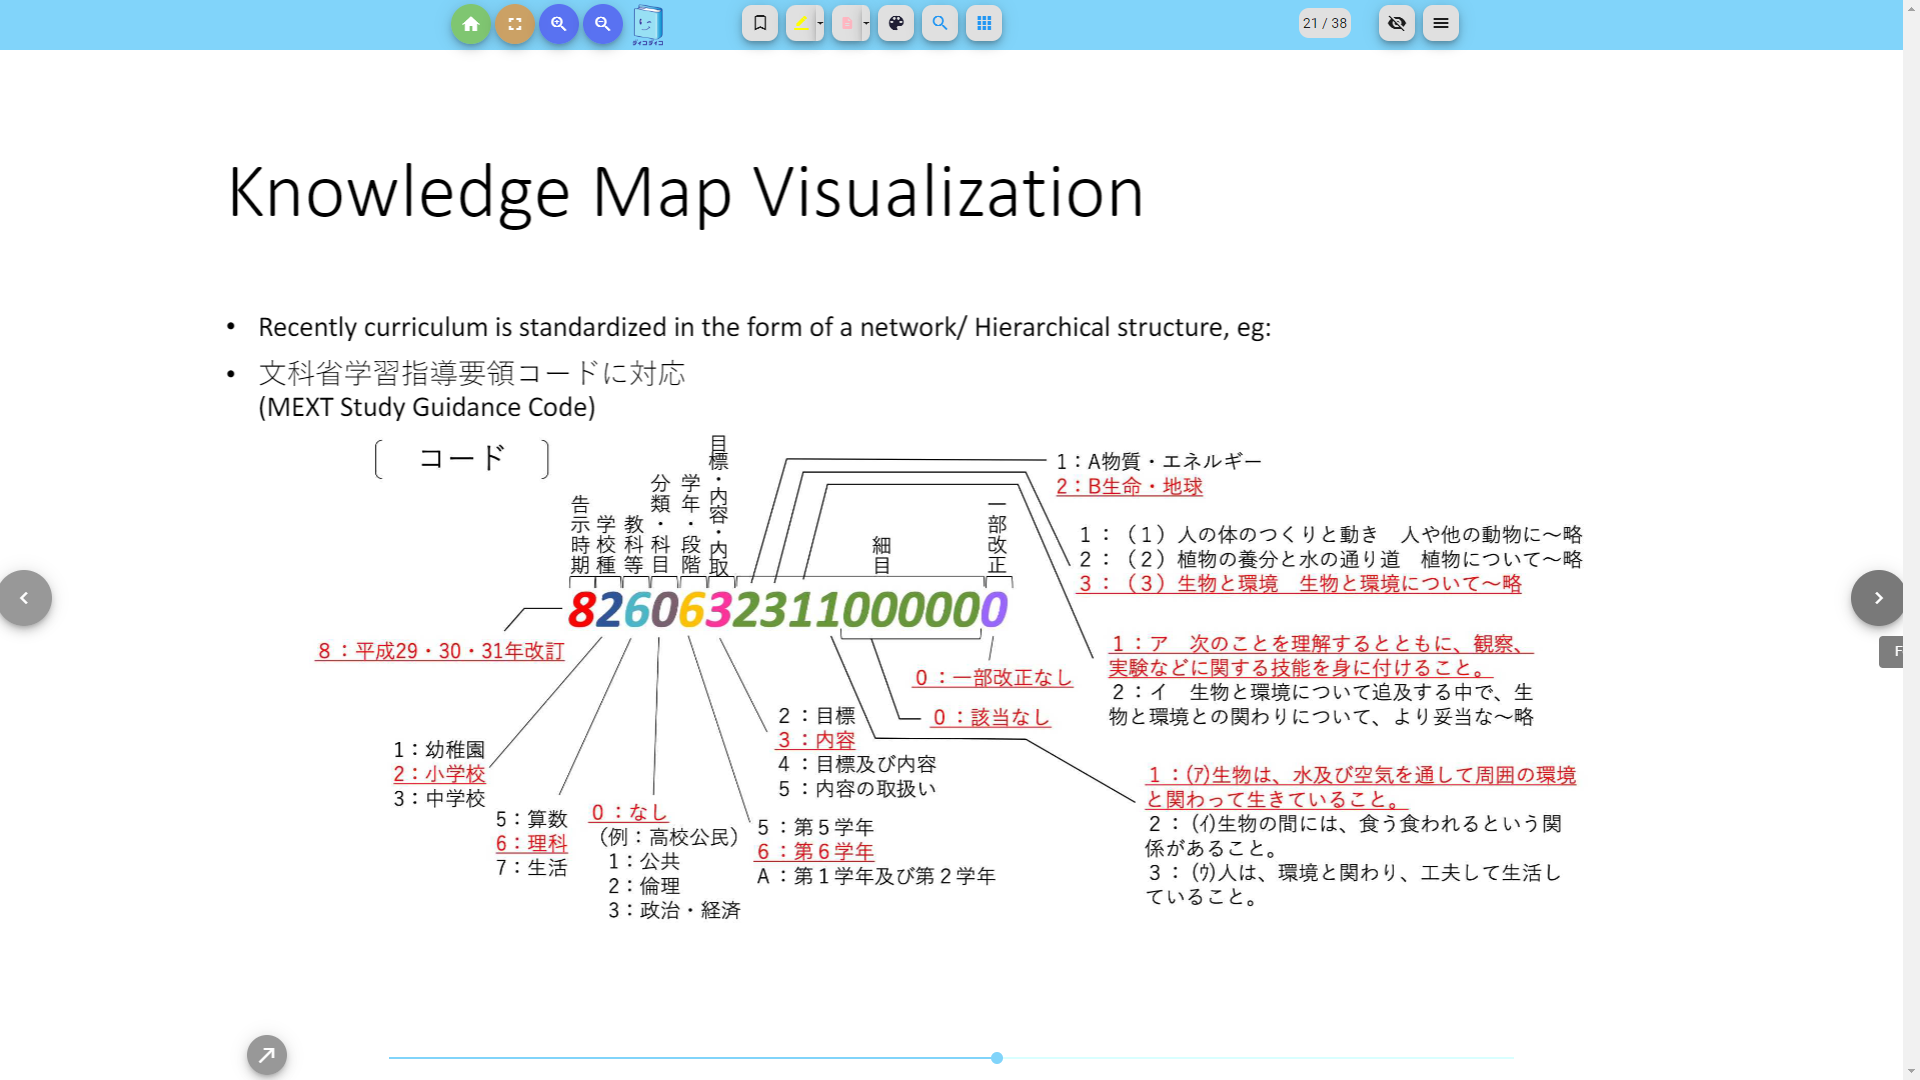 ダイコダイコ
21 / 38
Knowledge Map Visualization
• Recently curriculum is standardized in the form of a network/ Hierarchical structure, eg:
• 文科省学習指導要領コードに対応
(MEXT Study Guidance Code)
〔 コード 〕
告示時期
学校種
教科等
分類・科目
学年・段階
目標・内容・内取
細目
一部改正
8260632311000000
8：平成29・30・31年改訂
1：幼稚園
2：小学校
3：中学校
5：算数
6：理科
7：生活
0：なし
（例：高校公民）
1：公共
2：倫理
3：政治・経済
5：第５学年
6：第６学年
A：第１学年及び第２学年
2：目標
3：内容
4：目標及び内容
5：内容の取扱い
0：一部改正なし
0：該当なし
1：A物質・エネルギー
2：B生命・地球
1：（１）人の体のつくりと動き　人や他の動物に～略
2：（２）植物の養分と水の通り道　植物について～略
3：（３）生物と環境　生物と環境について～略
1：ア　次のことを理解するとともに、観察、
実験などに関する技能を身に付けること。
2：イ　生物と環境について追及する中で、生
物と環境との関わりについて、より妥当な～略
1：(ｱ)生物は、水及び空気を通して周囲の環境
と関わって生きていること。
2：(ｲ)生物の間には、食う食われるという関
係があること。
3：(ｳ)人は、環境と関わり、工夫して生活し
ていること。
F